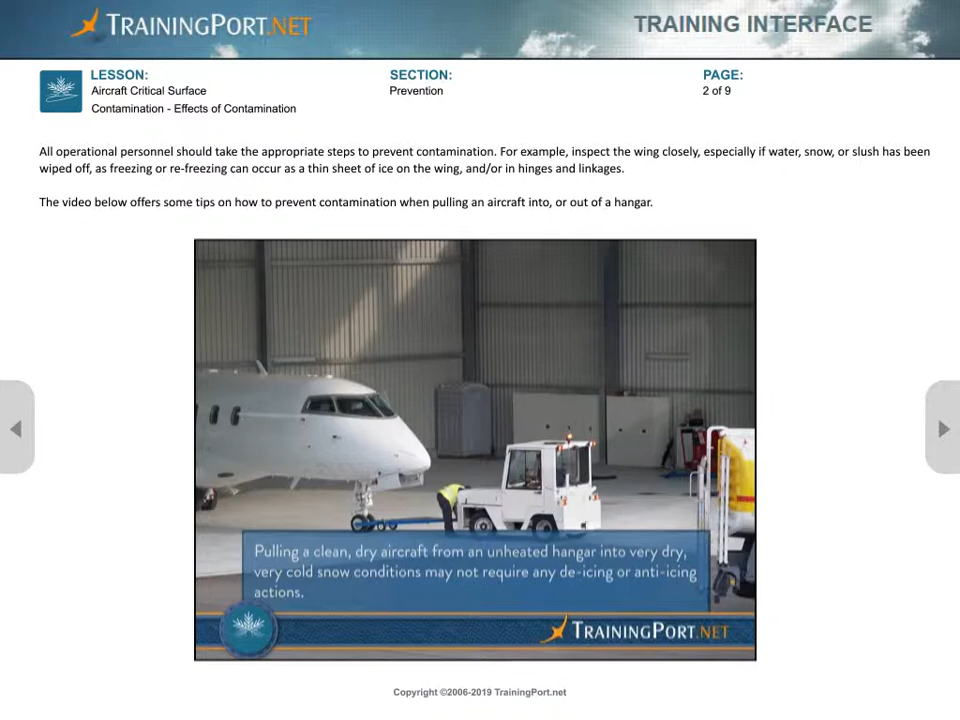 TRAININGPORT.NET
TRAINING INTERFACE
LESSON:
Aircraft Critical Surface
Contamination - Effects of Contamination
SECTION:
Prevention
PAGE:
2 of 9
All operational personnel should take the appropriate steps to prevent contamination. For example, inspect the wing closely, especially if water, snow, or slush has been
wiped off, as freezing or re-freezing can occur as a thin sheet of ice on the wing, and/or in hinges and linkages.
The video below offers some tips on how to prevent contamination when pulling an aircraft into, or out of a hangar.
Pulling a clean, dry aircraft from an unheated hangar into very dry,
very cold snow conditions may not require any de-icing or anti-icing
actions.
TRAININGPORT.NET
Copyright ©2006-2019 TrainingPort.net